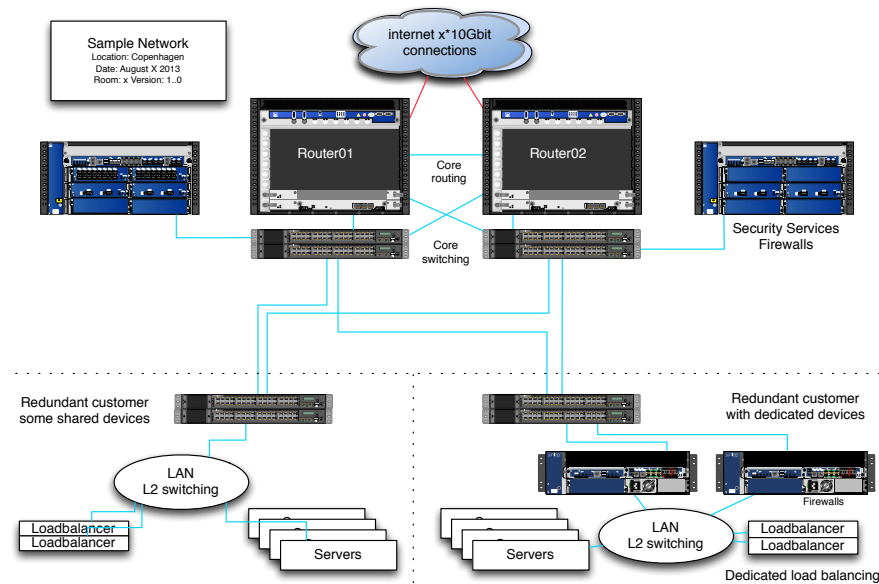 Sample Network
Location: Copenhagen
Date: August X 2013
Room: x Version: 1..0
internet x*10Gbit
connections
Router01
Core
routing
Router02
Security Services
Firewalls
Core
switching
Redundant customer
some shared devices
Redundant customer
with dedicated devices
LAN
L2 switching
Firewalls
Loadbalancer
Loadbalancer
Servers
Servers
LAN
L2 switching
Loadbalancer
Loadbalancer
Dedicated load balancing